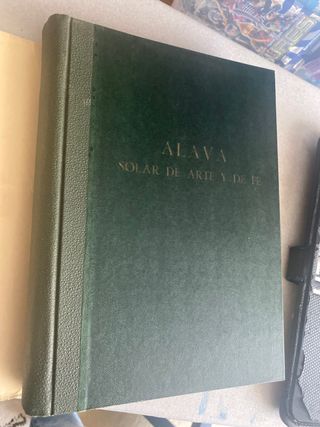 ALAVA
SOLAR DE ARTE Y DE FE